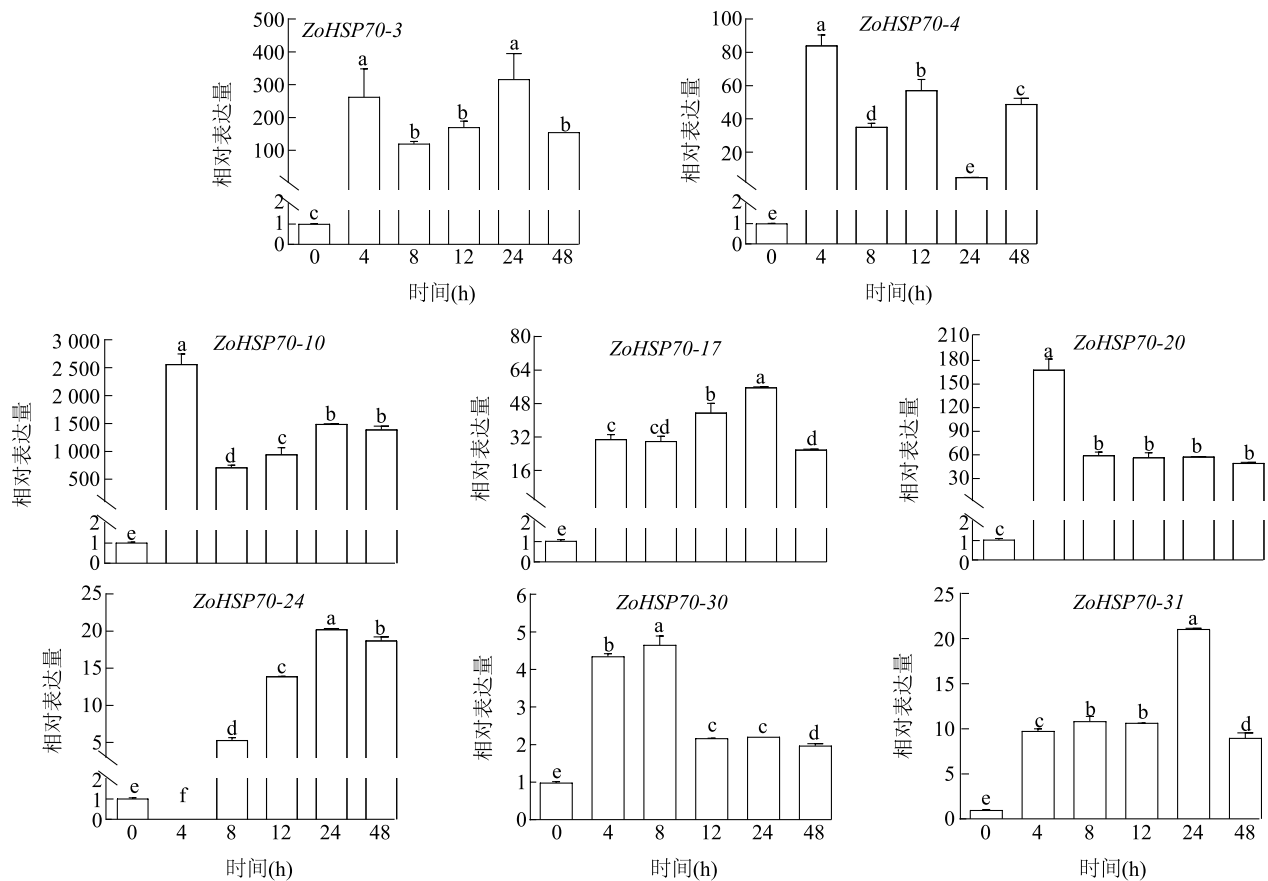 ZoHSP70-3
相对表达量
500
400
300
200
100
2
1
0
c
a
b
b
a
b
0 4 8 12 24 48
时间(h)
ZoHSP70-4
相对表达量
100
80
60
40
20
2
1
0
e
a
d
b
e
c
0 4 8 12 24 48
时间(h)
ZoHSP70-10
相对表达量
3 000
2 500
2 000
1 500
1 000
500
2
1
0
e
a
d
c
b
b
ZoHSP70-17
相对表达量
80
64
48
32
16
2
1
0
e
c
cd
b
a
d
ZoHSP70-20
相对表达量
210
180
150
120
90
60
30
2
1
0
c
a
b
b
b
b
ZoHSP70-24
相对表达量
25
20
15
10
5
2
1
0
e
f
d
c
a
b
0 4 8 12 24 48
时间(h)
ZoHSP70-30
相对表达量
6
5
4
3
2
1
0
e
b
a
c
c
d
0 4 8 12 24 48
时间(h)
ZoHSP70-31
相对表达量
25
20
15
10
5
0
e
c
b
b
a
d
0 4 8 12 24 48
时间(h)